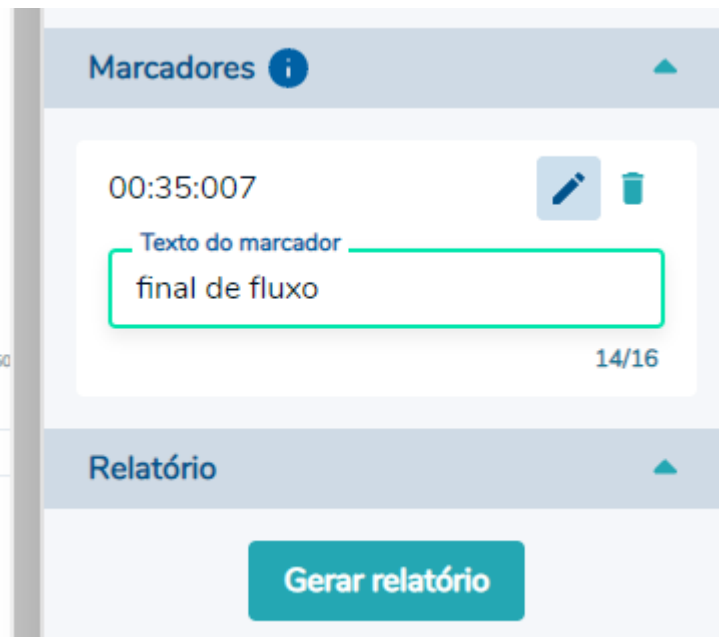 Marcadores i
00:35:007
Texto do marcador
final de fluxo
14/16
Relatório
Gerar relatório